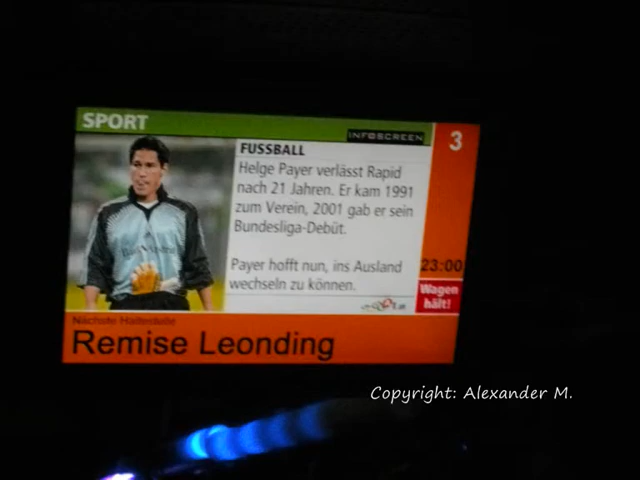 SPORT
INFOSCREEN
3
FUSSBALL
Helge Payer verlässt Rapid
nach 21 Jahren. Er kam 1991
zum Verein, 2001 gab er sein
Bundesliga-Debüt.
Payer hofft nun, ins Ausland
wechseln zu können.
23:00
Wagen
hält!
Nächste Haltestelle
Remise Leonding
Copyright: Alexander M.